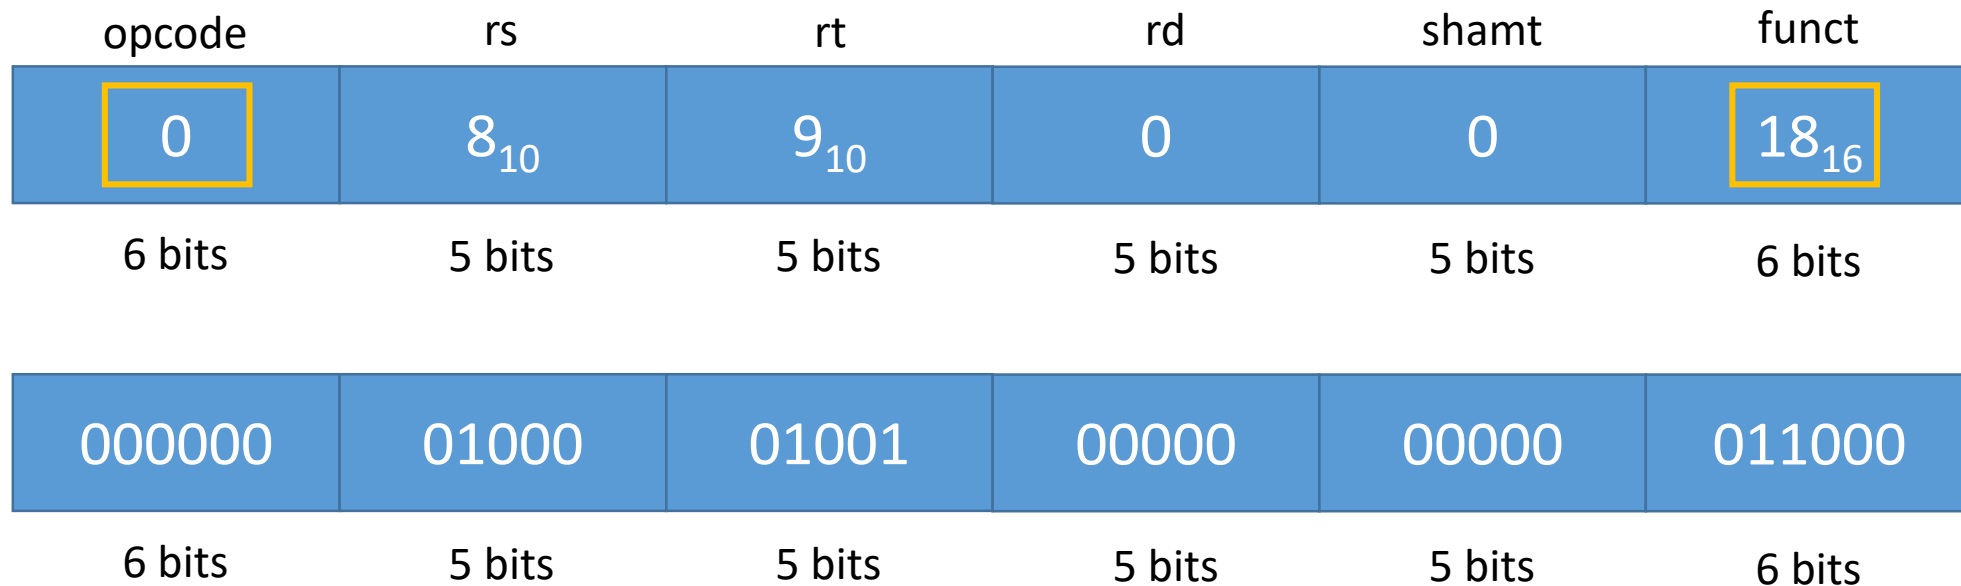 opcode rs rt rd shamt funct
0 8₁₀ 9₁₀ 0 0 18₁₆
6 bits 5 bits 5 bits 5 bits 5 bits 6 bits
000000 01000 01001 00000 00000 011000
6 bits 5 bits 5 bits 5 bits 5 bits 6 bits